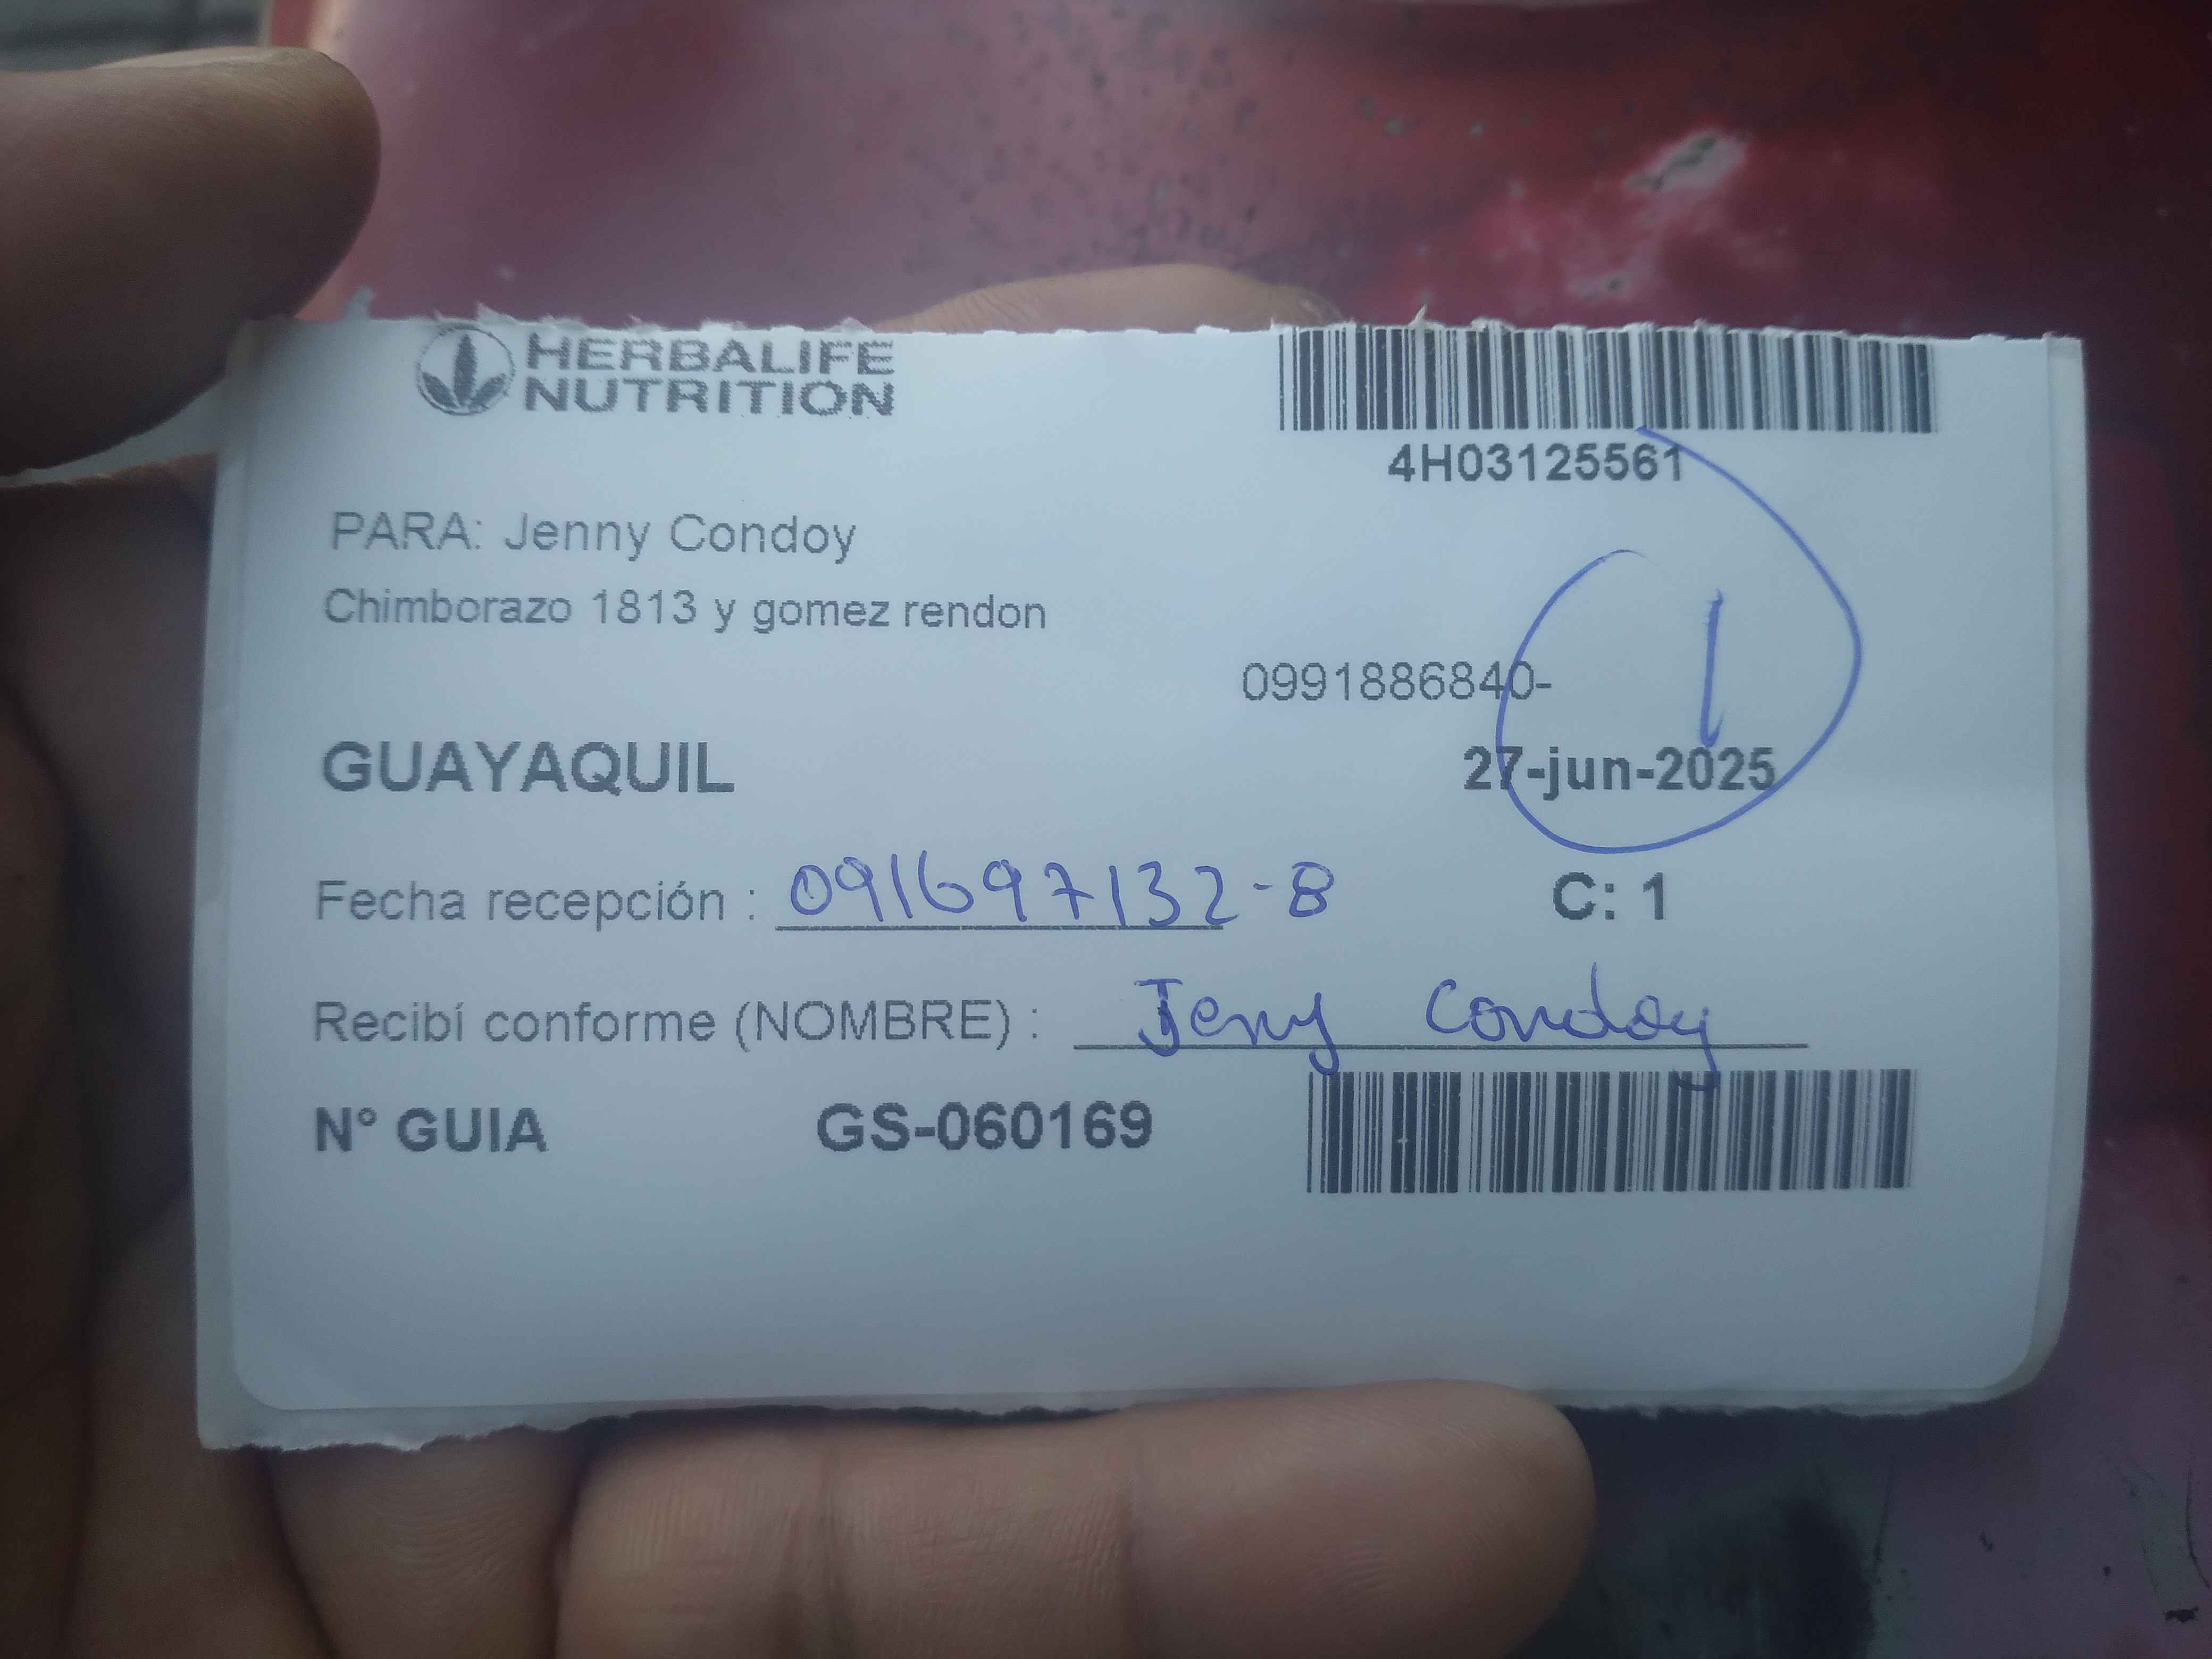 HERBALIFE
NUTRITION
4H03125561
PARA: Jenny Condoy
Chimborazo 1813 y gomez rendon
1
0991886840-
GUAYAQUIL 27-jun-2025
Fecha recepción : 091697132-8 C: 1
Recibí conforme (NOMBRE) : Jeny Condoy
N° GUIA GS-060169